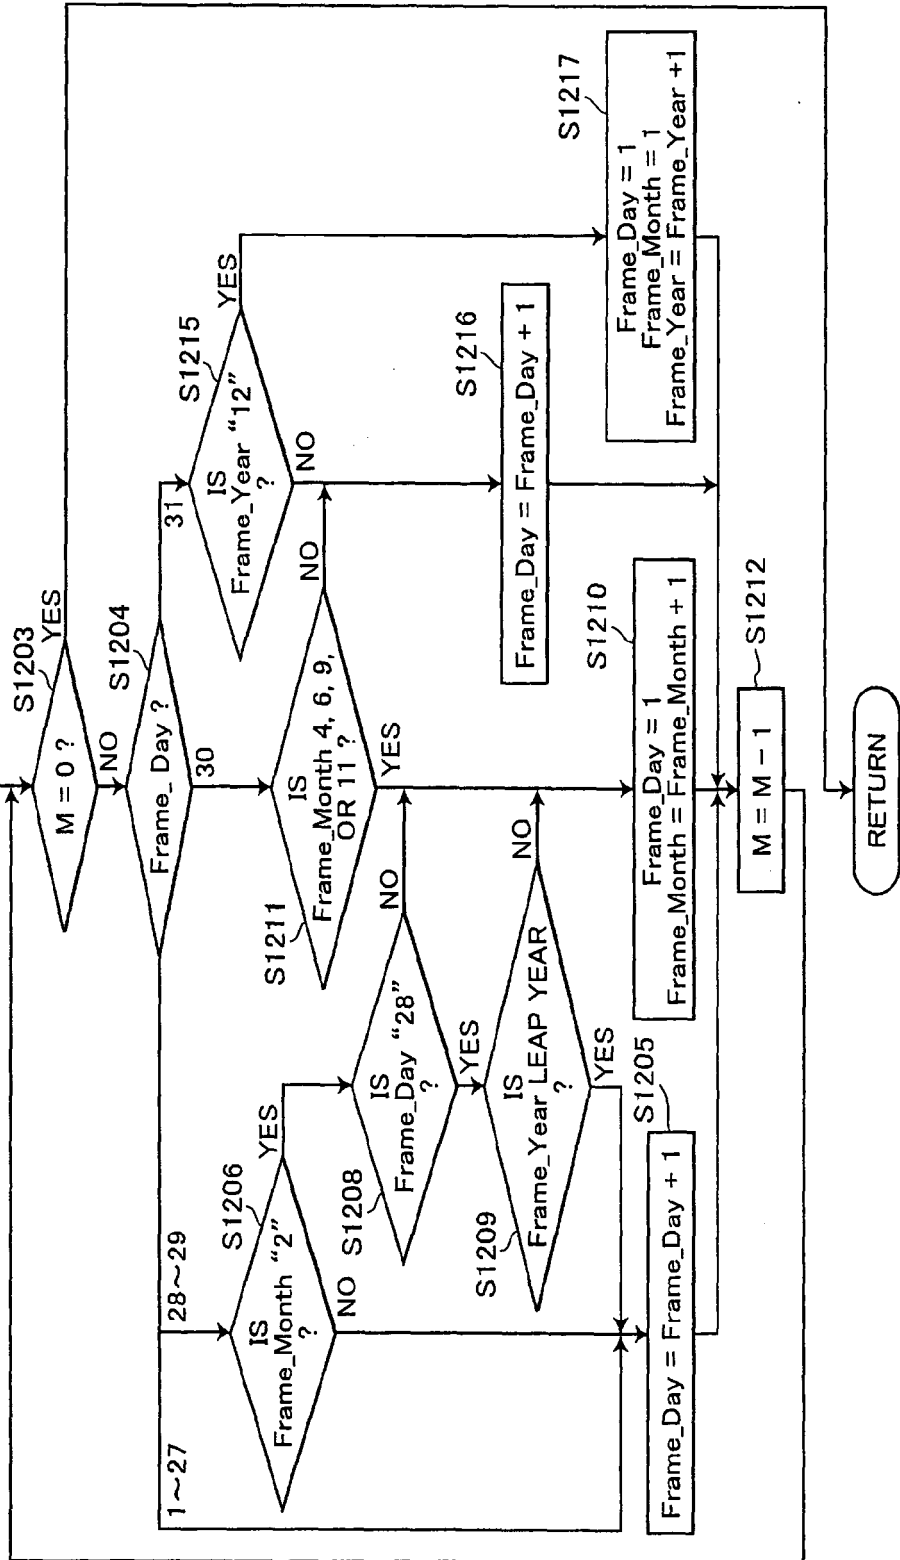 S1203
M = 0 ?
YES
NO
S1204
Frame_ Day ?
1~27
28~29
30
31
S1206
IS
Frame_Month “2”
?
YES
NO
S1211
IS
Frame_Month 4, 6, 9,
OR 11 ?
NO
YES
S1215
IS
Frame_Year “12”
?
YES
NO
S1208
IS
Frame_Day “28”
?
NO
YES
S1209
IS
Frame_Year LEAP YEAR
?
NO
YES
S1216
Frame_Day = Frame_Day + 1
S1205
Frame_Day = Frame_Day + 1
S1210
Frame_Day = 1
Frame_Month = Frame_Month + 1
S1217
Frame_Day = 1
Frame_Month = 1
Frame_Year = Frame_Year +1
S1212
M = M − 1
RETURN